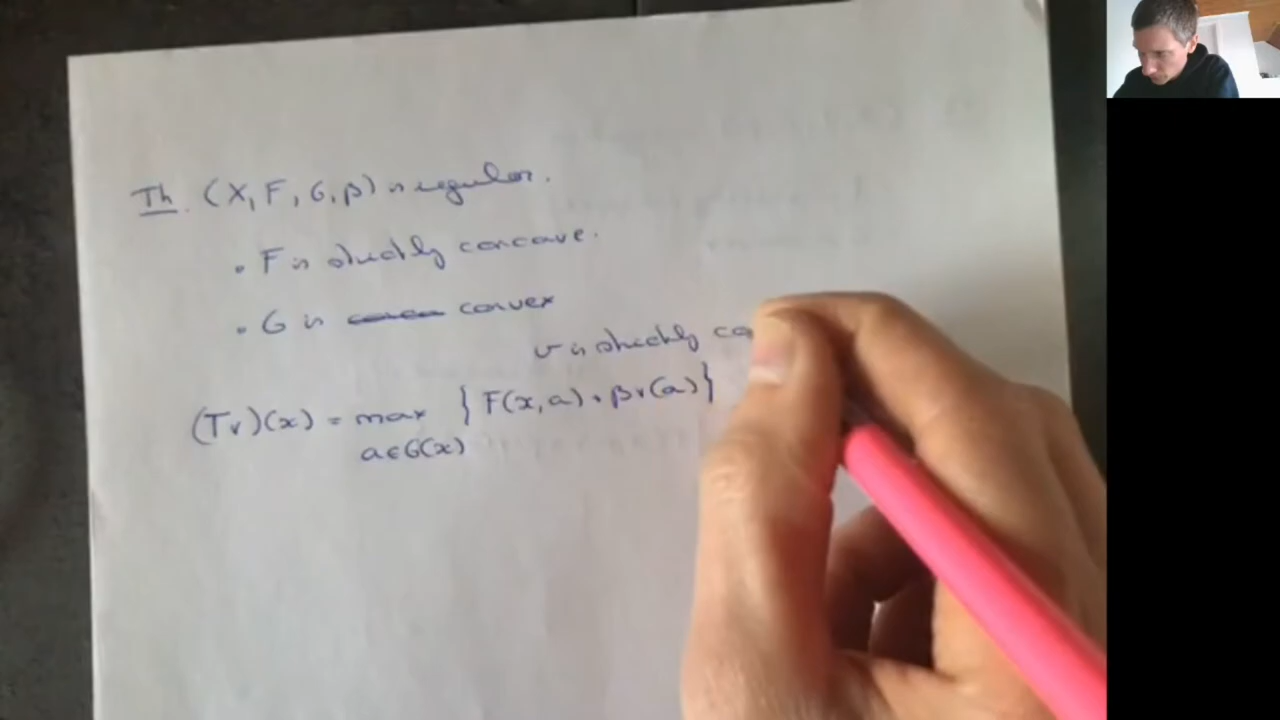 Th. (X, F, G, β) is regular.
• F is strictly concave.
• G is convex
v is strictly co
(Tv)(x) = max { F(x, a) + βv(a) }
a ∈ G(x)